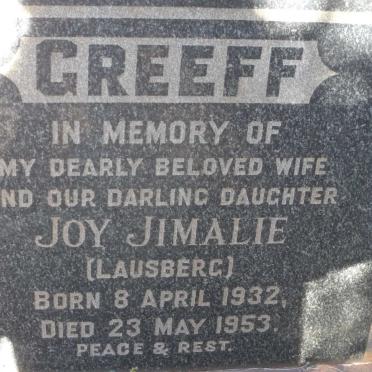 GREEFF
IN MEMORY OF
MY DEARLY BELOVED WIFE
ND OUR DARLING DAUGHTER
JOY JIMALIE
(LAUSBERG)
BORN 8 APRIL 1932,
DIED 23 MAY 1953.
PEACE & REST.